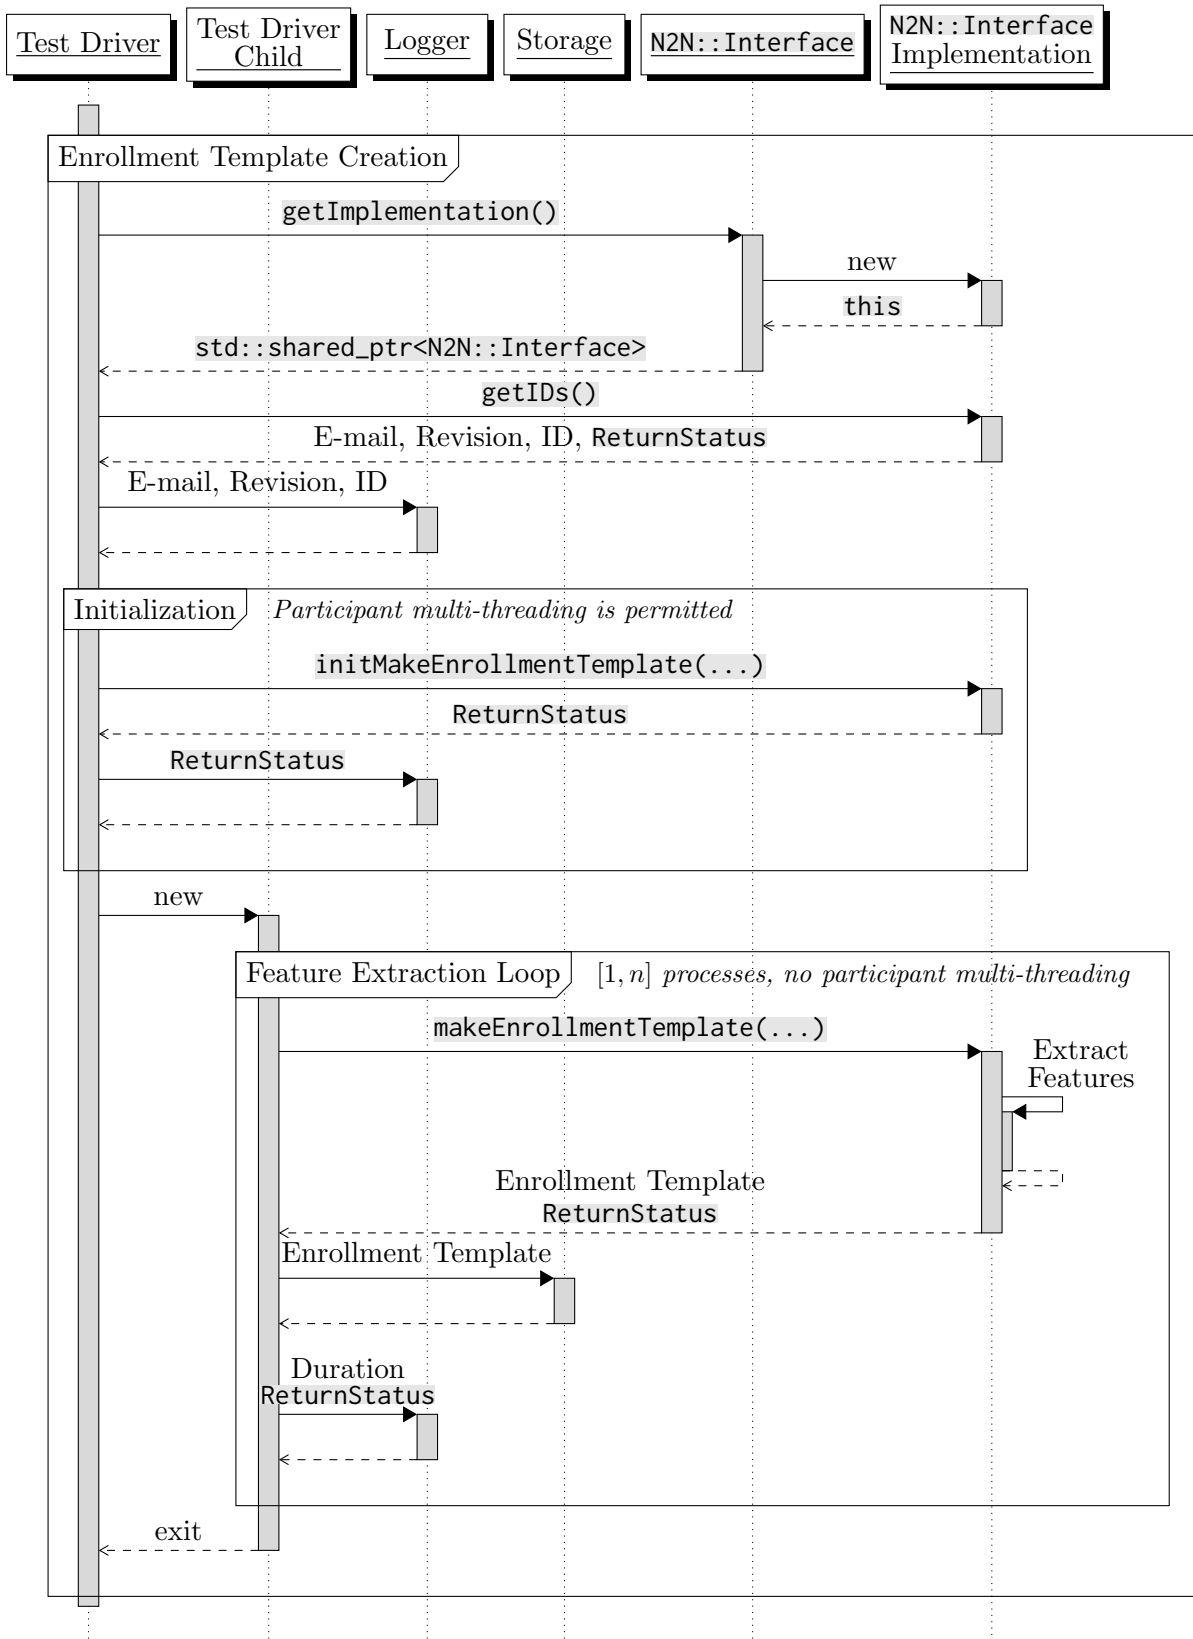 Test Driver
Test Driver
Child
Logger
Storage
N2N::Interface
N2N::Interface
Implementation
Enrollment Template Creation
getImplementation()
new
this
std::shared_ptr<N2N::Interface>
getIDs()
E-mail, Revision, ID, ReturnStatus
E-mail, Revision, ID
Initialization
Participant multi-threading is permitted
initMakeEnrollmentTemplate(...)
ReturnStatus
ReturnStatus
new
Feature Extraction Loop
[1, n] processes, no participant multi-threading
makeEnrollmentTemplate(...)
Extract
Features
Enrollment Template
ReturnStatus
Enrollment Template
Duration
ReturnStatus
exit